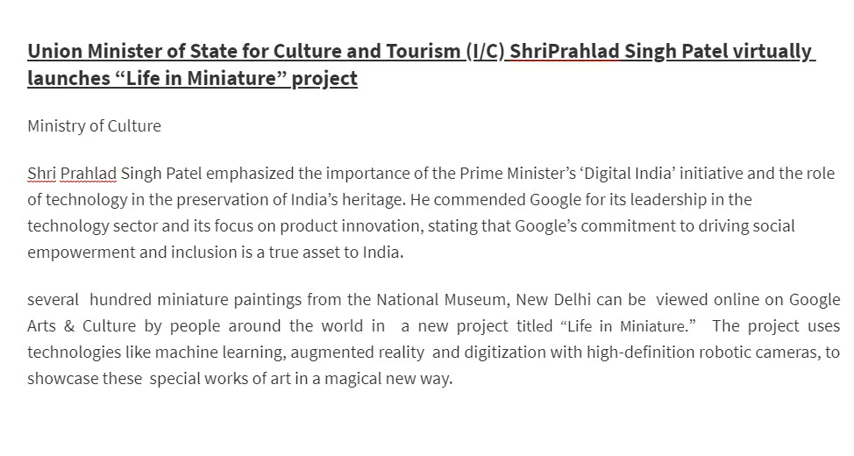 Union Minister of State for Culture and Tourism (I/C) ShriPrahlad Singh Patel virtually
launches “Life in Miniature” project
Ministry of Culture
Shri Prahlad Singh Patel emphasized the importance of the Prime Minister’s ‘Digital India’ initiative and the role
of technology in the preservation of India’s heritage. He commended Google for its leadership in the
technology sector and its focus on product innovation, stating that Google’s commitment to driving social
empowerment and inclusion is a true asset to India.
several hundred miniature paintings from the National Museum, New Delhi can be viewed online on Google
Arts & Culture by people around the world in a new project titled “Life in Miniature.” The project uses
technologies like machine learning, augmented reality and digitization with high-definition robotic cameras, to
showcase these special works of art in a magical new way.